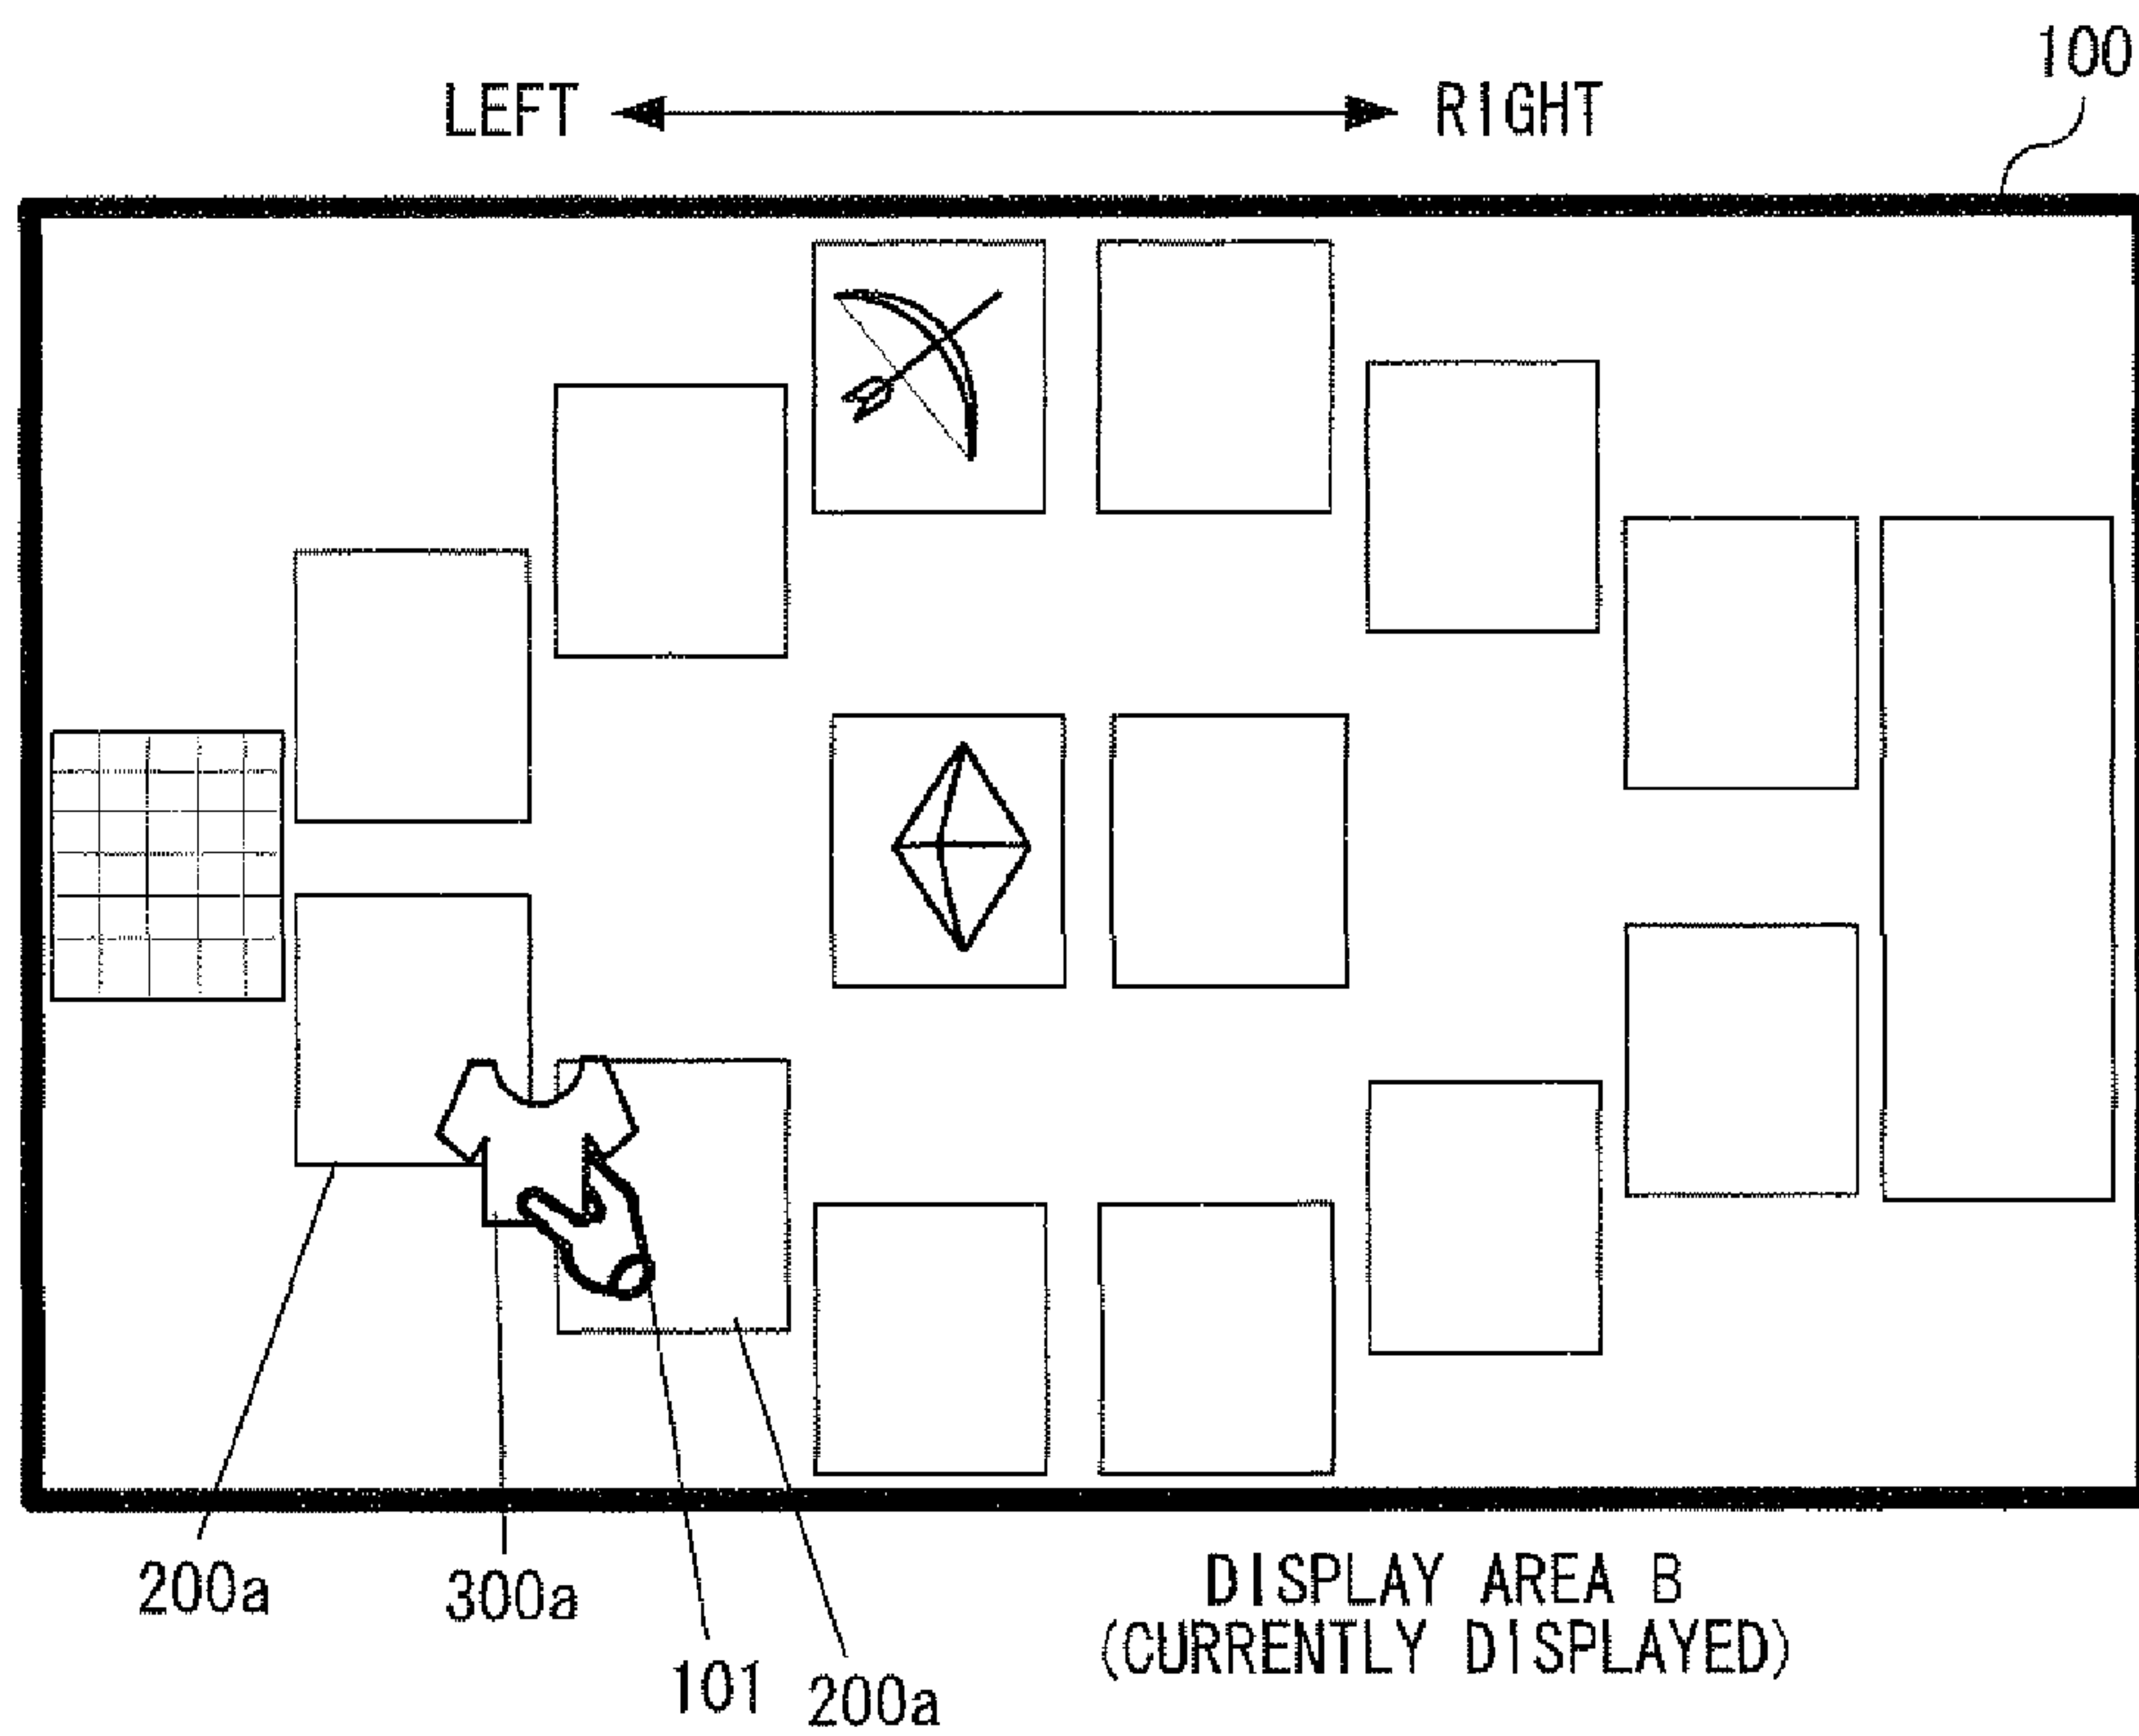 100
LEFT RIGHT
200a
300a
101
200a
DISPLAY AREA B
(CURRENTLY DISPLAYED)